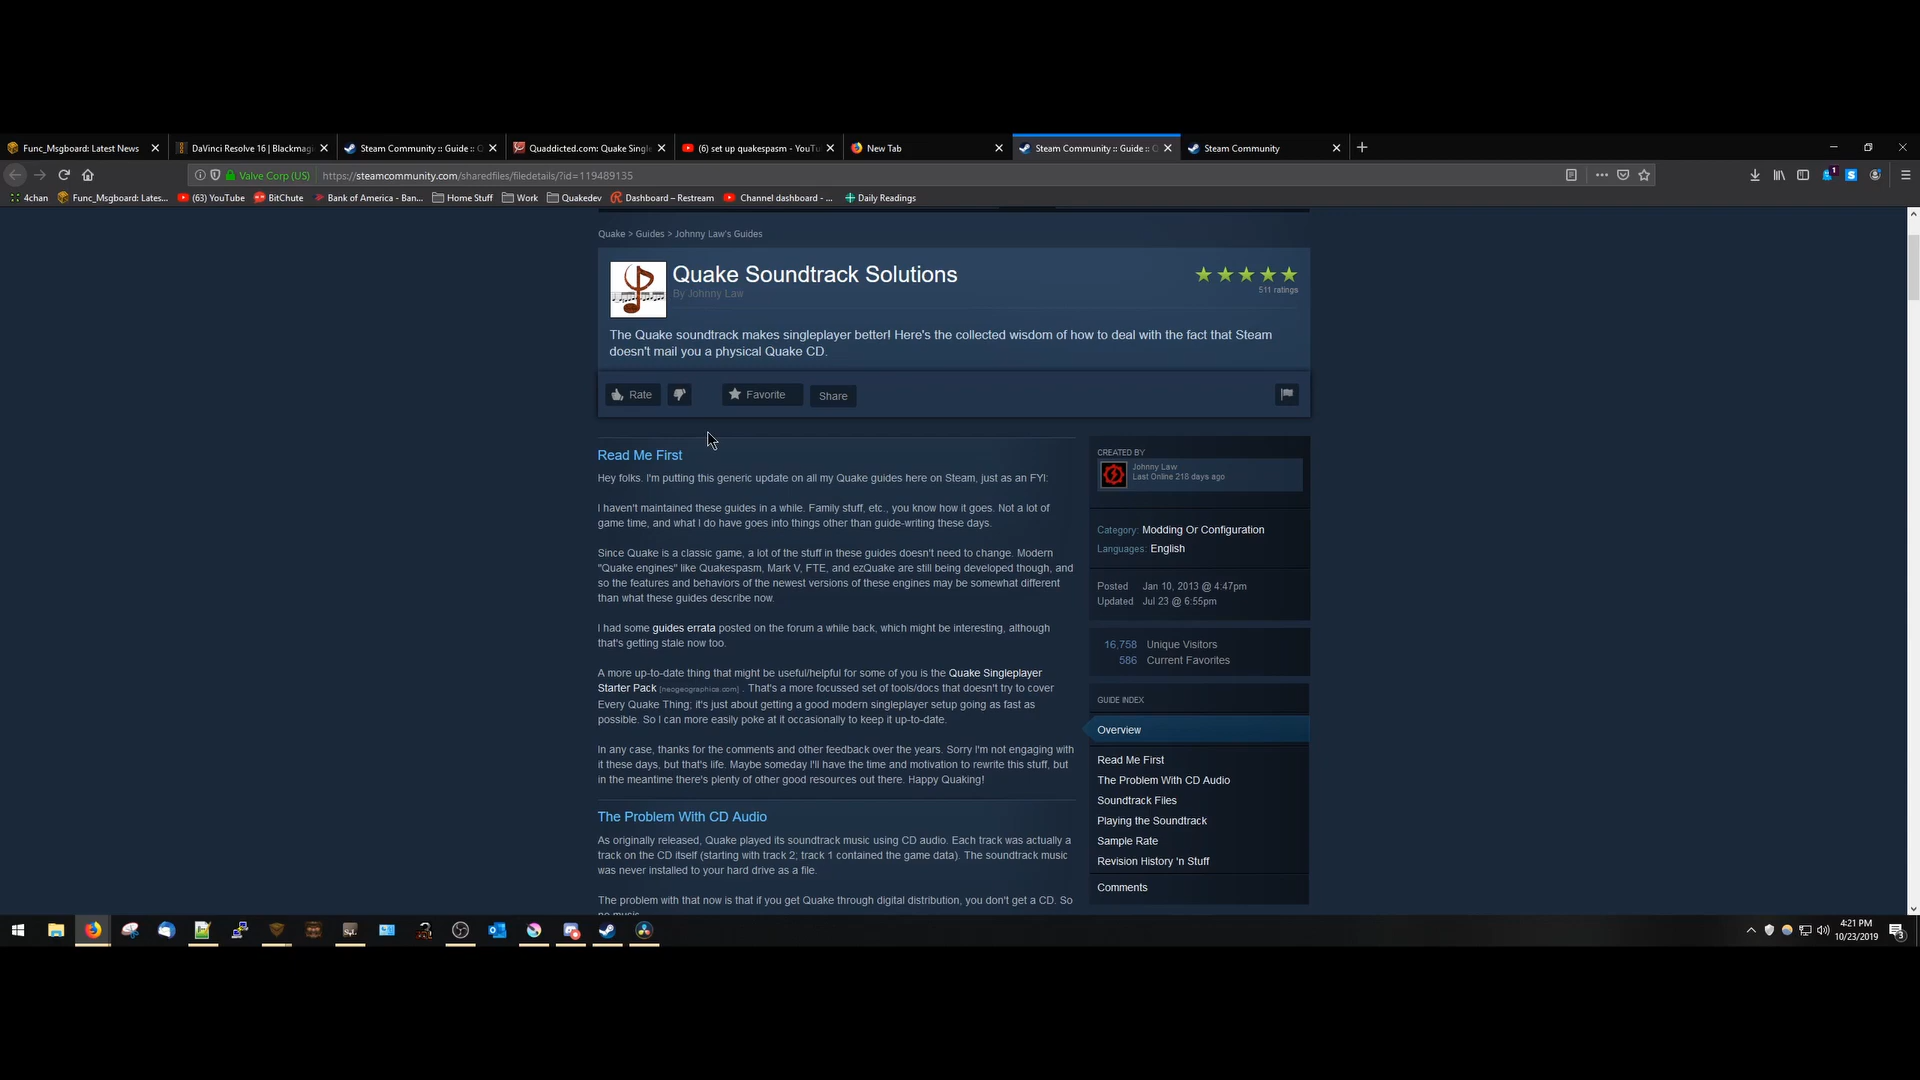 Func_Msgboard: Latest News
DaVinci Resolve 16 | Blackmagi
Steam Community :: Guide :: Q
Quaddicted.com: Quake Singl
(6) set up quakespasm - YouTu
New Tab
Steam Community :: Guide :: Q
Steam Community
Valve Corp (US)
https://steamcommunity.com/sharedfiles/filedetails/?id=119489135
4chan
Func_Msgboard: Lates...
(63) YouTube
BitChute
Bank of America - Ban...
Home Stuff
Work
Quakedev
Dashboard – Restream
Channel dashboard - ...
Daily Readings
Quake > Guides > Johnny Law's Guides
Quake Soundtrack Solutions
By Johnny Law
511 ratings
The Quake soundtrack makes singleplayer better! Here's the collected wisdom of how to deal with the fact that Steam
doesn't mail you a physical Quake CD.
Rate
Favorite
Share
Read Me First
Hey folks. I'm putting this generic update on all my Quake guides here on Steam, just as an FYI:
I haven't maintained these guides in a while. Family stuff, etc., you know how it goes. Not a lot of
game time, and what I do have goes into things other than guide-writing these days.
Since Quake is a classic game, a lot of the stuff in these guides doesn't need to change. Modern
"Quake engines" like Quakespasm, Mark V, FTE, and ezQuake are still being developed though, and
so the features and behaviors of the newest versions of these engines may be somewhat different
than what these guides describe now.
I had some guides errata posted on the forum a while back, which might be interesting, although
that's getting stale now too.
A more up-to-date thing that might be useful/helpful for some of you is the Quake Singleplayer
Starter Pack [neogeographica.com] . That's a more focussed set of tools/docs that doesn't try to cover
Every Quake Thing; it's just about getting a good modern singleplayer setup going as fast as
possible. So I can more easily poke at it occasionally to keep it up-to-date.
In any case, thanks for the comments and other feedback over the years. Sorry I'm not engaging with
it these days, but that's life. Maybe someday I'll have the time and motivation to rewrite this stuff, but
in the meantime there's plenty of other good resources out there. Happy Quaking!
The Problem With CD Audio
As originally released, Quake played its soundtrack music using CD audio. Each track was actually a
track on the CD itself (starting with track 2; track 1 contained the game data). The soundtrack music
was never installed to your hard drive as a file.
The problem with that now is that if you get Quake through digital distribution, you don't get a CD. So
no music.
CREATED BY
Johnny Law
Last Online 218 days ago
Category: Modding Or Configuration
Languages: English
Posted Jan 10, 2013 @ 4:47pm
Updated Jul 23 @ 6:55pm
16,758 Unique Visitors
586 Current Favorites
GUIDE INDEX
Overview
Read Me First
The Problem With CD Audio
Soundtrack Files
Playing the Soundtrack
Sample Rate
Revision History 'n Stuff
Comments
4:21 PM
10/23/2019